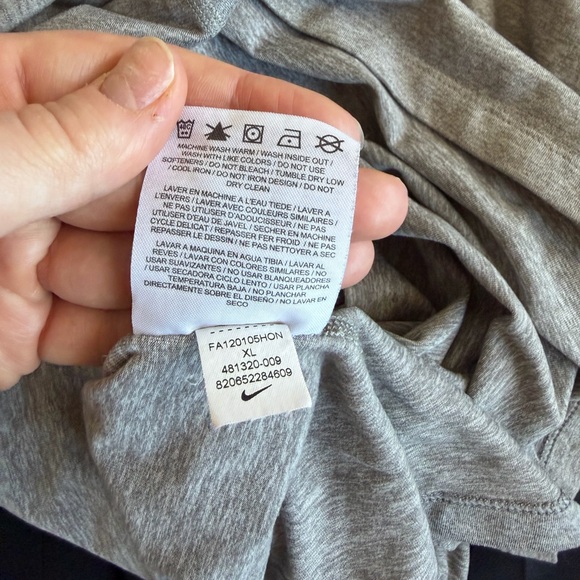 40C
MACHINE WASH WARM / WASH INSIDE OUT /
WASH WITH LIKE COLORS / DO NOT USE
SOFTENERS / DO NOT BLEACH / TUMBLE DRY LOW
/ COOL IRON / DO NOT IRON DESIGN / DO NOT
DRY CLEAN
LAVER EN MACHINE A L'EAU TIEDE / LAVER A
L'ENVERS / LAVER AVEC COULEURS SIMILAIRES /
NE PAS UTILISER D'ADOUCISSEUR / NE PAS
UTILISER D'EAU DE JAVEL / SECHER EN MACHINE
CYCLE DELICAT / REPASSER FER FROID / NE PAS
REPASSER LE DESSIN / NE PAS NETTOYER A SEC
LAVAR A MAQUINA EN AGUA TIBIA / LAVAR AL
REVES / LAVAR CON COLORES SIMILARES / NO
USAR SUAVIZANTES / NO USAR BLANQUEADORES
/ USAR SECADORA CICLO LENTO / USAR PLANCHA
TEMPERATURA BAJA / NO PLANCHAR
DIRECTAMENTE SOBRE EL DISEÑO / NO LAVAR EN
SECO
FA120105HON
XL
481320-009
820652284609